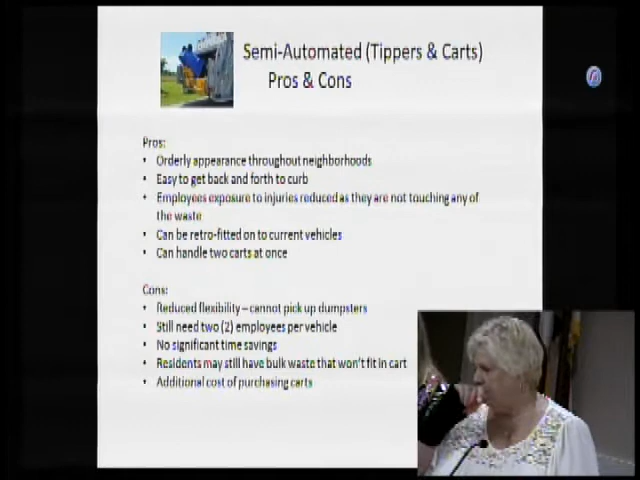 Semi-Automated (Tippers & Carts)
Pros & Cons
Pros:
• Orderly appearance throughout neighborhoods
• Easy to get back and forth to curb
• Employees exposure to injuries reduced as they are not touching any of
the waste
• Can be retro-fitted on to current vehicles
• Can handle two carts at once
Cons:
• Reduced flexibility – cannot pick up dumpsters
• Still need two (2) employees per vehicle
• No significant time savings
• Residents may still have bulk waste that won't fit in cart
• Additional cost of purchasing carts